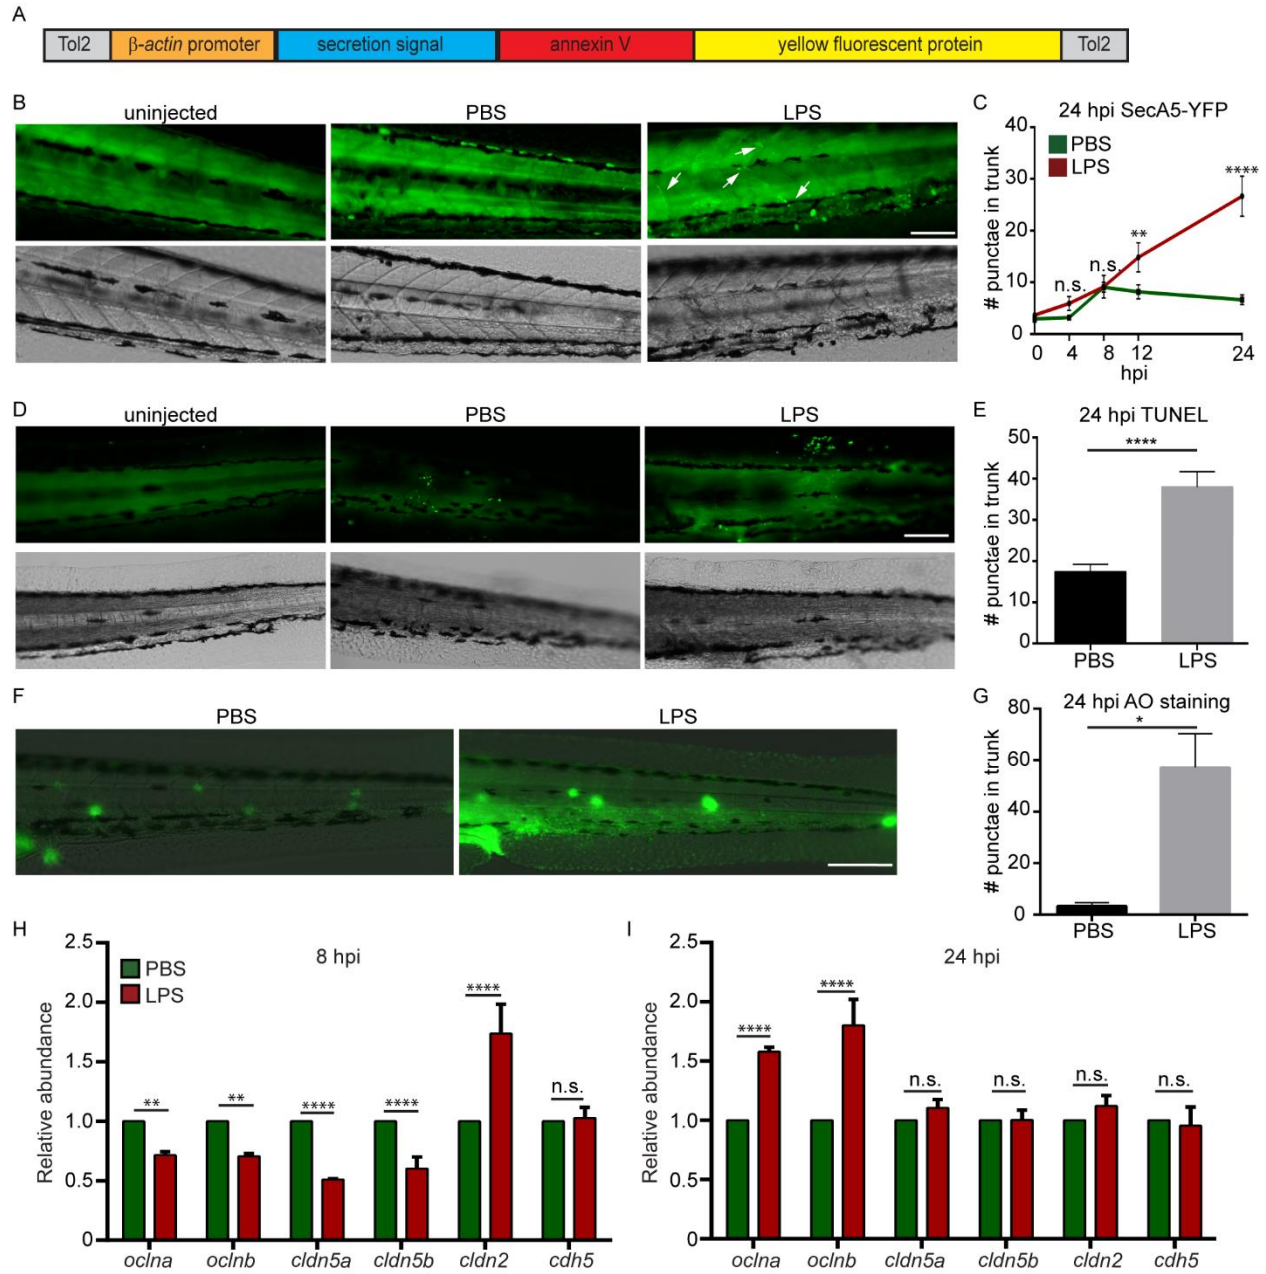 A
Tol2 β-actin promoter secretion signal annexin V yellow fluorescent protein Tol2
B
uninjected PBS LPS
C
24 hpi SecA5-YFP
PBS
LPS
# punctae in trunk
40
30
20
10
0
n.s. n.s. ** ****
0 4 8 12 24
hpi
D
uninjected PBS LPS
E
24 hpi TUNEL
# punctae in trunk
50
40
30
20
10
0
****
PBS LPS
F
PBS LPS
G
24 hpi AO staining
# punctae in trunk
80
60
40
20
0
*
PBS LPS
H
8 hpi
PBS
LPS
Relative abundance
2.5
2.0
1.5
1.0
0.5
0
** ** **** **** **** n.s.
oclna oclnb cldn5a cldn5b cldn2 cdh5
I
24 hpi
Relative abundance
2.5
2.0
1.5
1.0
0.5
0
**** **** n.s. n.s. n.s. n.s.
oclna oclnb cldn5a cldn5b cldn2 cdh5